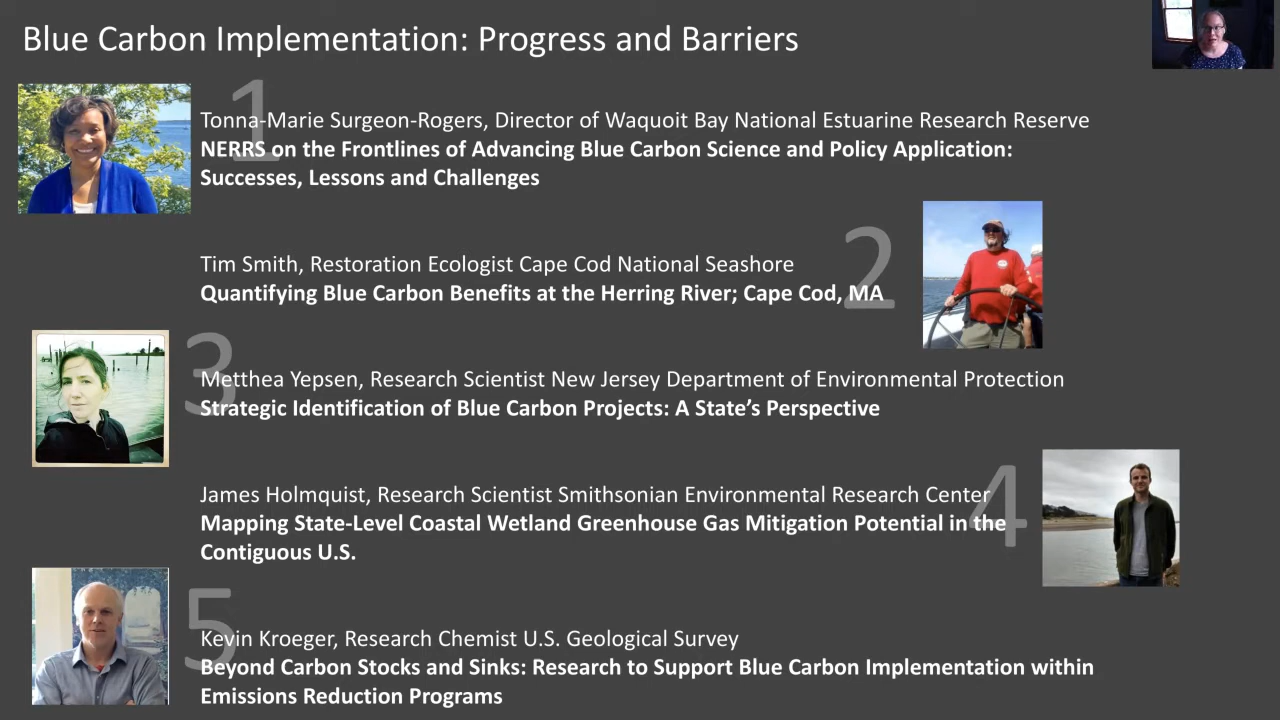 Blue Carbon Implementation: Progress and Barriers
1
Tonna-Marie Surgeon-Rogers, Director of Waquoit Bay National Estuarine Research Reserve
NERRS on the Frontlines of Advancing Blue Carbon Science and Policy Application:
Successes, Lessons and Challenges
2
Tim Smith, Restoration Ecologist Cape Cod National Seashore
Quantifying Blue Carbon Benefits at the Herring River; Cape Cod, MA
3
Metthea Yepsen, Research Scientist New Jersey Department of Environmental Protection
Strategic Identification of Blue Carbon Projects: A State’s Perspective
4
James Holmquist, Research Scientist Smithsonian Environmental Research Center
Mapping State-Level Coastal Wetland Greenhouse Gas Mitigation Potential in the
Contiguous U.S.
5
Kevin Kroeger, Research Chemist U.S. Geological Survey
Beyond Carbon Stocks and Sinks: Research to Support Blue Carbon Implementation within
Emissions Reduction Programs